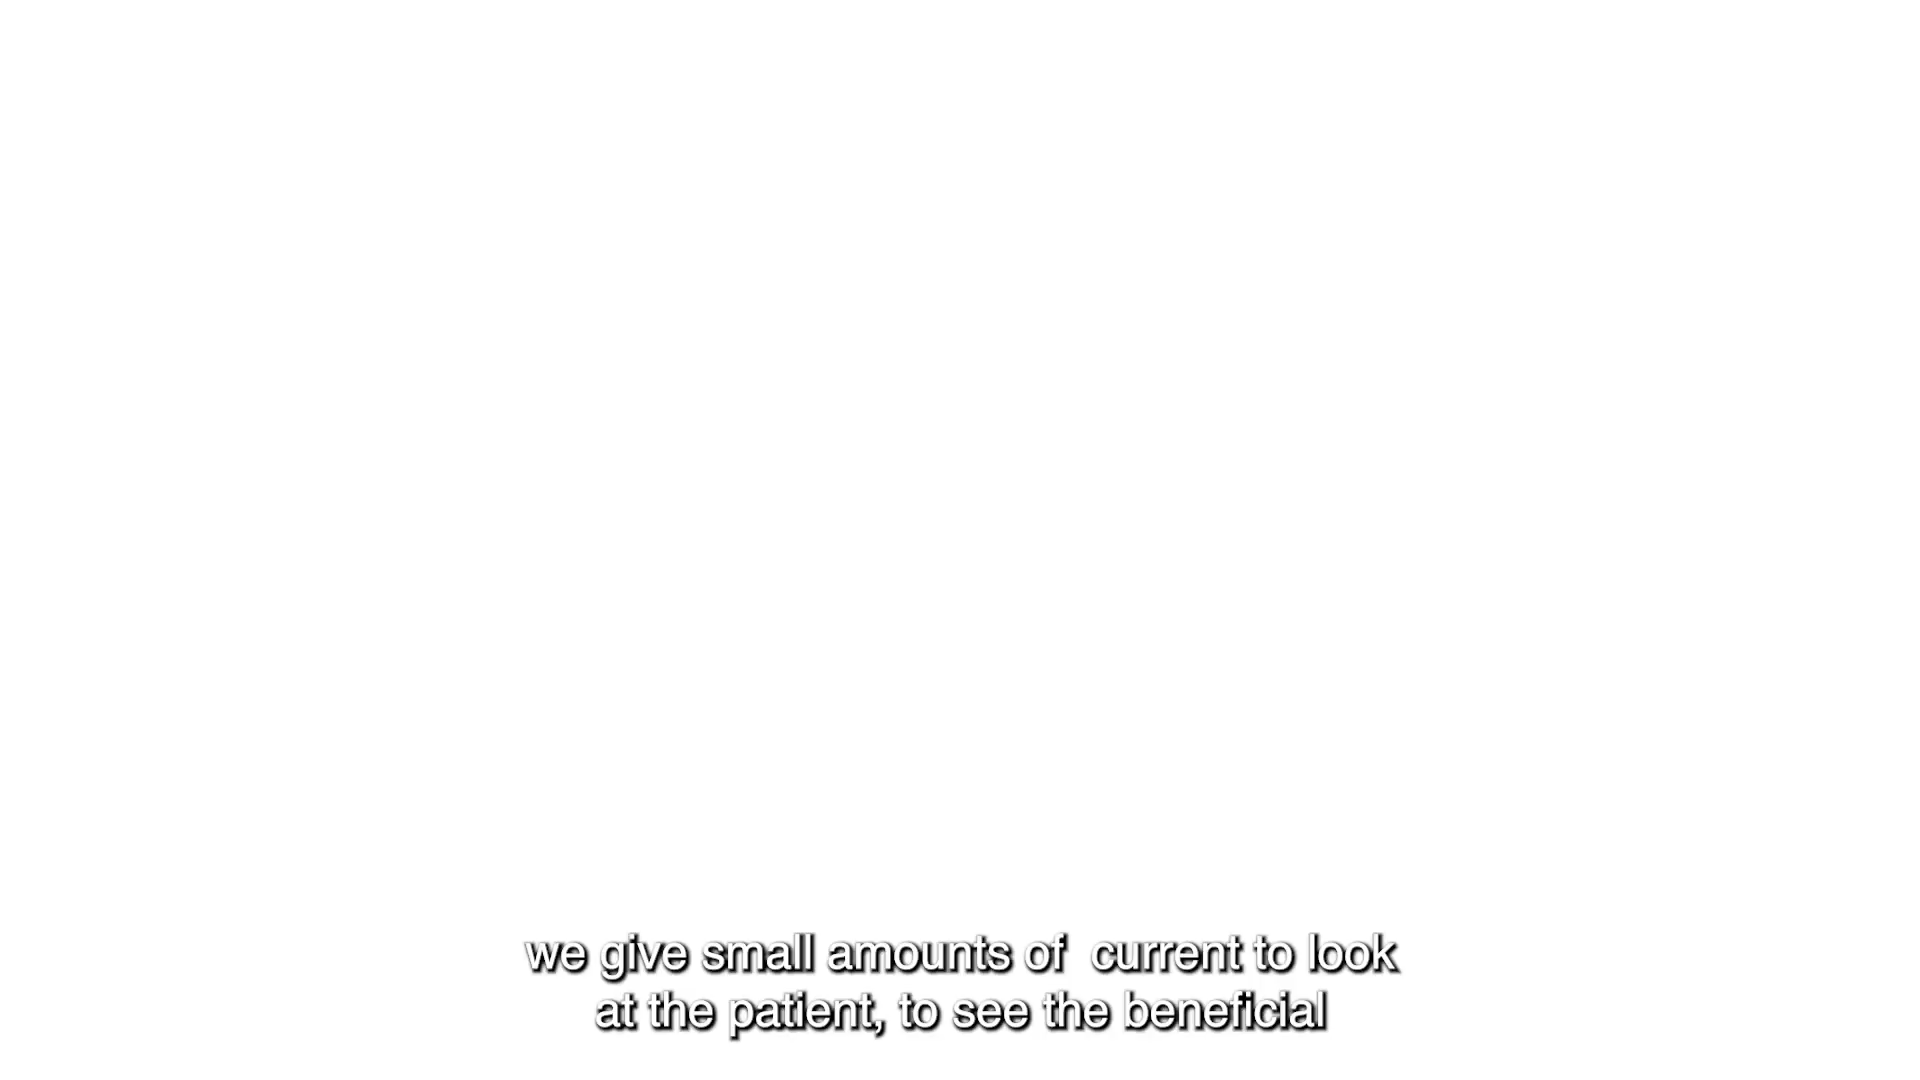 we give small amounts of  current to look
at the patient, to see the beneficial